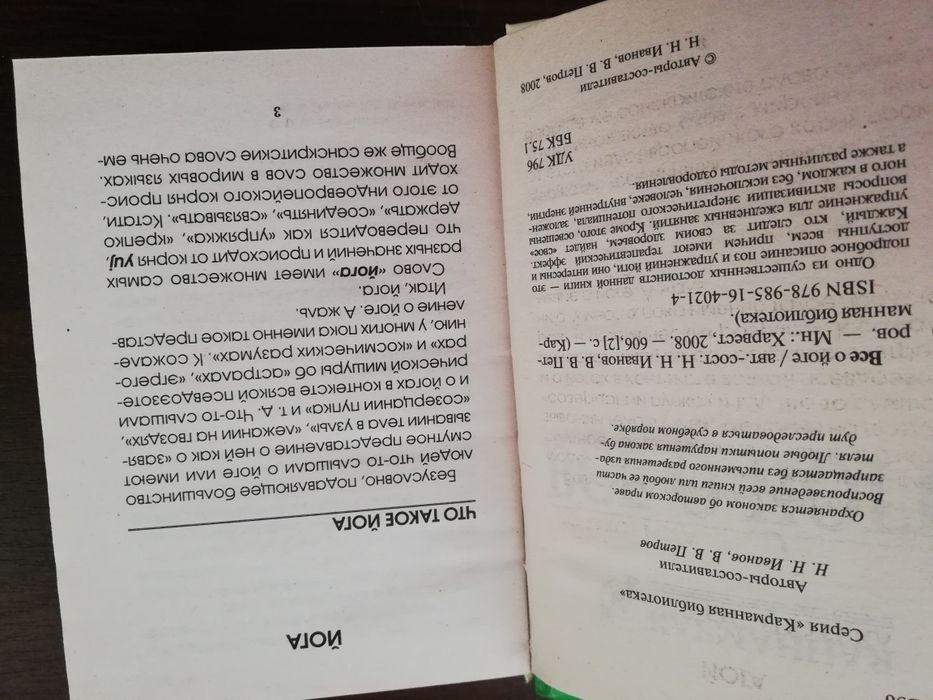 Серия «Карманная библиотека»
Авторы-составители
Н. Н. Иванов, В. В. Петров
Охраняется законом об авторском праве.
Воспроизведение всей книги или любой ее части
запрещается без письменного разрешения изда-
теля. Любые попытки нарушения закона бу-
дут преследоваться в судебном порядке.
Все о йоге / авт.-сост. Н. Н. Иванов, В. В. Пет-
ров. — Мн.: Харвест, 2008. — 606,[2] с. — (Кар-
манная библиотека).
ISBN 978-985-16-4021-4
Одно из существенных достоинств данной книги — это
подробное описание поз и упражнений йоги, они интересны и
доступны всем, причем имеют терапевтический эффект.
Каждый, кто следит за своим здоровьем, найдет «свое»
упражнение для ежедневных занятий. Кроме этого, освещены
вопросы активизации энергетического потенциала, заложен-
ного в каждом, без исключения, человеке, внутренней энергии,
а также различные методы оздоровления.
УДК 796
ББК 75.1
© Авторы-составители
Н. Н. Иванов, В. В. Петров, 2008
ЙОГА
ЧТО ТАКОЕ ЙОГА
Безусловно, подавляющее большинство
людей что-то слышали о йоге или имеют
смутное представление о ней как о «завя-
зывании тела в узлы», «лежании на гвоздях»,
«созерцании пупка» и т. д. Что-то слышали
и о йогах в контексте всякой псевдоэзоте-
рической мишуры об «астралах», «эгрего-
рах» и «космических разумах». К сожале-
нию, у многих пока именно такое представ-
ление о йоге. А жаль.
Итак, йога.
Слово «йога» имеет множество самых
разных значений и происходит от корня yuj,
что переводится как «упряжка», «крепко
держать», «соединять», «связывать». Кстати,
от этого индоевропейского корня проис-
ходит множество слов в мировых языках.
Вообще же санскритские слова очень ем-
3